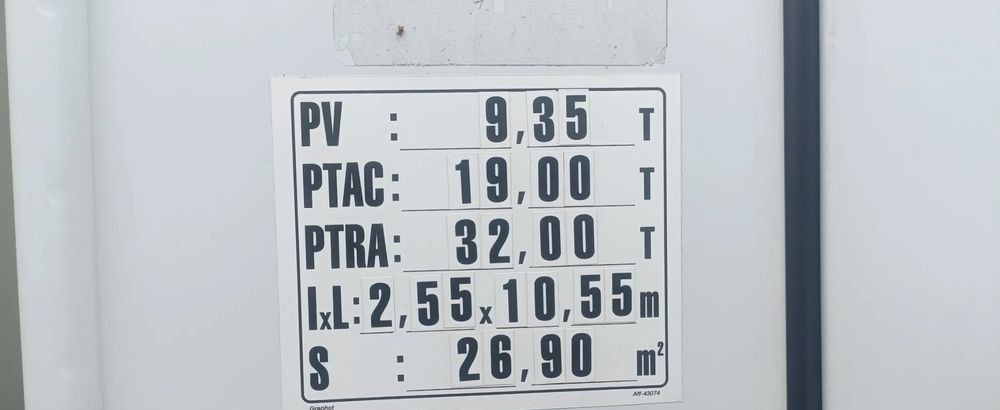 PV : 9,35 T
PTAC: 19,00 T
PTRA: 32,00 T
lxL: 2,55 x 10,55 m
S : 26,90 m²
Graphot Aff-43074